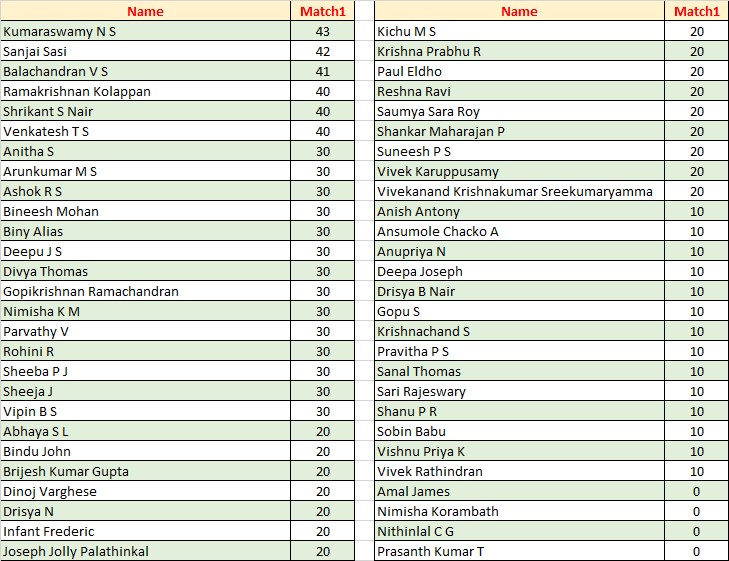 Name Match1
Kumaraswamy N S 43
Sanjai Sasi 42
Balachandran V S 41
Ramakrishnan Kolappan 40
Shrikant S Nair 40
Venkatesh T S 40
Anitha S 30
Arunkumar M S 30
Ashok R S 30
Bineesh Mohan 30
Biny Alias 30
Deepu J S 30
Divya Thomas 30
Gopikrishnan Ramachandran 30
Nimisha K M 30
Parvathy V 30
Rohini R 30
Sheeba P J 30
Sheeja J 30
Vipin B S 30
Abhaya S L 20
Bindu John 20
Brijesh Kumar Gupta 20
Dinoj Varghese 20
Drisya N 20
Infant Frederic 20
Joseph Jolly Palathinkal 20
Name Match1
Kichu M S 20
Krishna Prabhu R 20
Paul Eldho 20
Reshna Ravi 20
Saumya Sara Roy 20
Shankar Maharajan P 20
Suneesh P S 20
Vivek Karuppusamy 20
Vivekanand Krishnakumar Sreekumaryamma 20
Anish Antony 10
Ansumole Chacko A 10
Anupriya N 10
Deepa Joseph 10
Drisya B Nair 10
Gopu S 10
Krishnachand S 10
Pravitha P S 10
Sanal Thomas 10
Sari Rajeswary 10
Shanu P R 10
Sobin Babu 10
Vishnu Priya K 10
Vivek Rathindran 10
Amal James 0
Nimisha Korambath 0
Nithinlal C G 0
Prasanth Kumar T 0